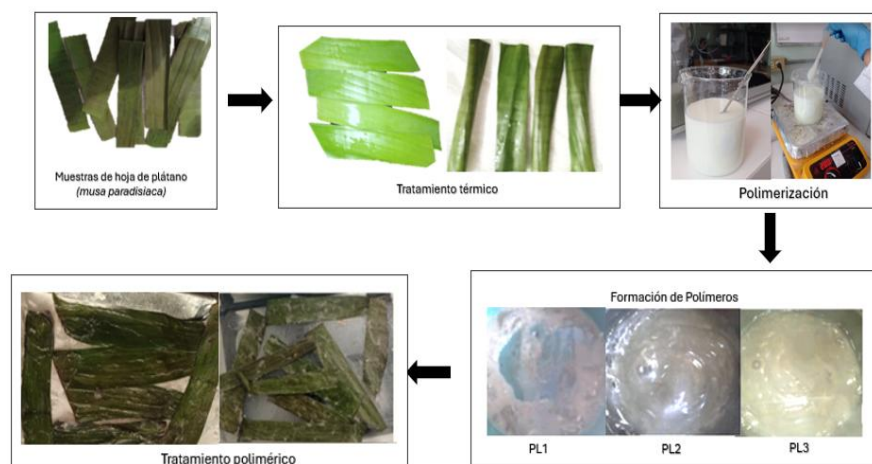 Muestras de hoja de plátano
(musa paradisiaca)
Tratamiento térmico
Polimerización
Formación de Polímeros
PL1
PL2
PL3
Tratamiento polimérico